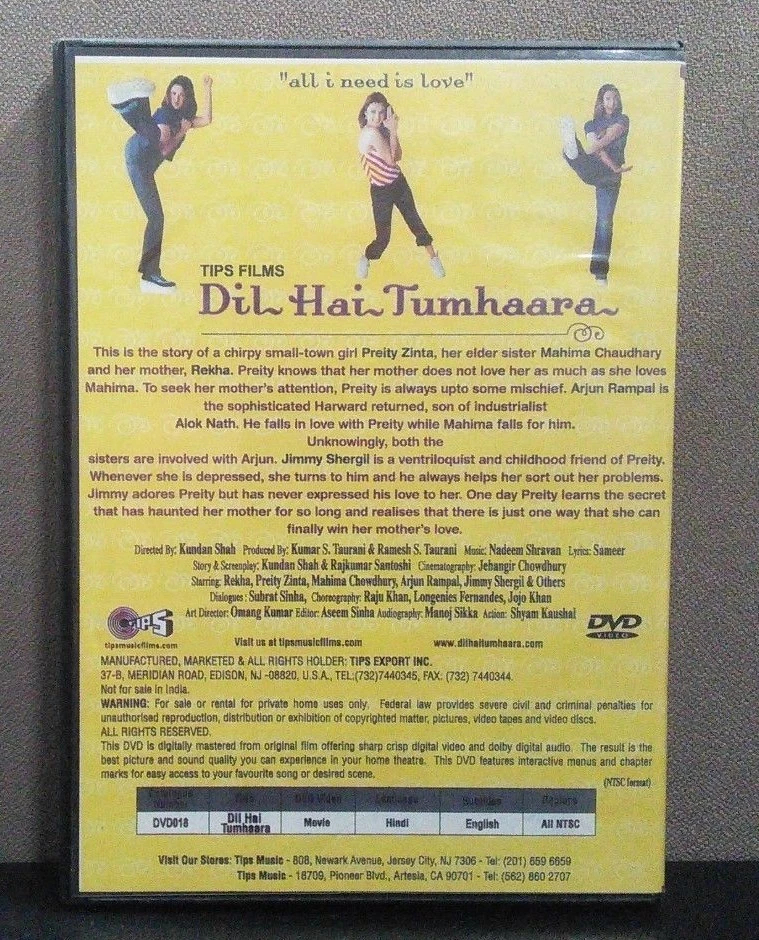 "all i need is love"
TIPS FILMS
Dil Hai Tumhaara
This is the story of a chirpy small-town girl Preity Zinta, her elder sister Mahima Chaudhary
and her mother, Rekha. Preity knows that her mother does not love her as much as she loves
Mahima. To seek her mother's attention, Preity is always upto some mischief. Arjun Rampal is
the sophisticated Harward returned, son of industrialist
Alok Nath. He falls in love with Preity while Mahima falls for him.
Unknowingly, both the
sisters are involved with Arjun. Jimmy Shergil is a ventriloquist and childhood friend of Preity.
Whenever she is depressed, she turns to him and he always helps her sort out her problems.
Jimmy adores Preity but has never expressed his love to her. One day Preity learns the secret
that has haunted her mother for so long and realises that there is just one way that she can
finally win her mother's love.
Directed By: Kundan Shah Produced By: Kumar S. Taurani & Ramesh S. Taurani Music: Nadeem Shravan Lyrics: Sameer
Story & Screenplay: Kundan Shah & Rajkumar Santoshi Cinematography: Jehangir Chowdhury
Starring: Rekha, Preity Zinta, Mahima Chowdhury, Arjun Rampal, Jimmy Shergil & Others
Dialogues: Subrat Sinha, Choreography: Raju Khan, Longenies Fernandes, Jojo Khan
Art Director: Omang Kumar Editor: Aseem Sinha Audiography: Manoj Sikka Action: Shyam Kaushal
TIPS
DVD
VIDEO
tipsmusicfilms.com
Visit us at tipsmusicfilms.com
www.dilhaitumhaara.com
MANUFACTURED, MARKETED & ALL RIGHTS HOLDER: TIPS EXPORT INC.
37-B, MERIDIAN ROAD, EDISON, NJ -08820, U.S.A., TEL:(732)7440345, FAX: (732) 7440344.
Not for sale in India.
WARNING: For sale or rental for private home uses only. Federal law provides severe civil and criminal penalties for
unauthorised reproduction, distribution or exhibition of copyrighted matter, pictures, video tapes and video discs.
ALL RIGHTS RESERVED.
This DVD is digitally mastered from original film offering sharp crisp digital video and dolby digital audio. The result is the
best picture and sound quality you can experience in your home theatre. This DVD features interactive menus and chapter
marks for easy access to your favourite song or desired scene.
(NTSC format)
Catalogue Number Title DVD Video Language Subtitles Regions
DVD018 Dil Hai Tumhaara Movie Hindi English All NTSC
Visit Our Stores: Tips Music - 808, Newark Avenue, Jersey City, NJ 7306 - Tel: (201) 659 6659
Tips Music - 18709, Pioneer Blvd., Artesia, CA 90701 - Tel: (562) 860 2707